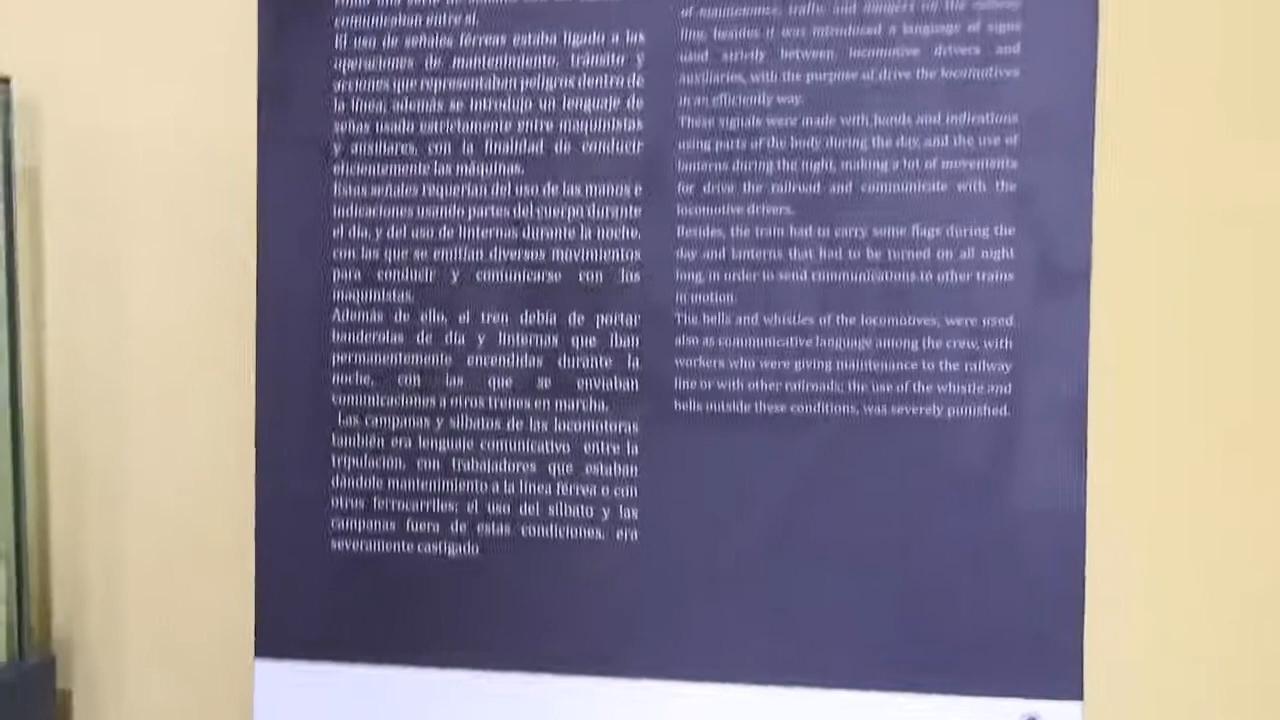 comunicaban entre sí.
El uso de señales férreas estaba ligado a las
operaciones de mantenimiento, tránsito y
acciones que representaban peligros dentro de
la línea, además se introdujo un lenguaje de
señas usado estrictamente entre maquinistas
y auxiliares, con la finalidad de conducir
eficientemente las máquinas.
Estas señales requerían del uso de las manos e
indicaciones usando partes del cuerpo durante
el día, y del uso de linternas durante la noche,
con las que se emitían diversos movimientos
para conducir y comunicarse con los
maquinistas.
Además de ello, el tren debía de portar
banderolas de día y linternas que iban
permanentemente encendidas durante la
noche, con las que se enviaban
comunicaciones a otros trenes en marcha.
Las campanas y silbatos de las locomotoras
también era lenguaje comunicativo entre la
tripulación, con trabajadores que estaban
dándole mantenimiento a la línea férrea o con
otros ferrocarriles; el uso del silbato y las
campanas fuera de estas condiciones, era
severamente castigado
of maintenance, trafic, and dangers on the railway
line, besides it was introduced a language of signs
used strictly between locomotive drivers and
auxiliaries, with the purpose of drive the locomotives
in an efficiently way.
These signals were made with hands and indications
using parts of the body during the day, and the use of
lanterns during the night, making a lot of movements
for drive the railroad and communicate with the
locomotive drivers.
Besides, the train had to carry some flags during the
day and lanterns that had to be turned on all night
long, in order to send communications to other trains
in motion.
The bells and whistles of the locomotives, were used
also as communicative language among the crew, with
workers who were giving maintenance to the railway
line or with other railroads; the use of the whistle and
bells outside these conditions, was severely punished.